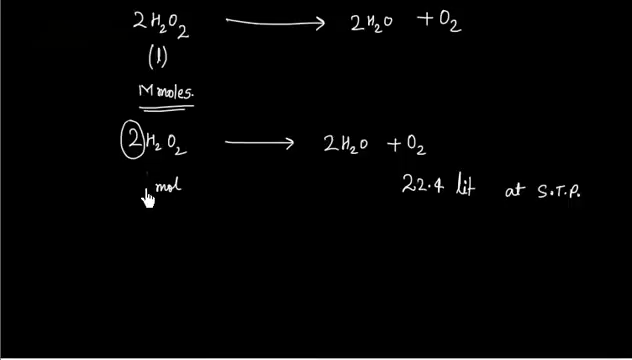 2H₂O₂ ⟶ 2H₂O + O₂
(1)
M moles.
2H₂O₂ ⟶ 2H₂O + O₂
mol 22.4 lit at S.T.P.